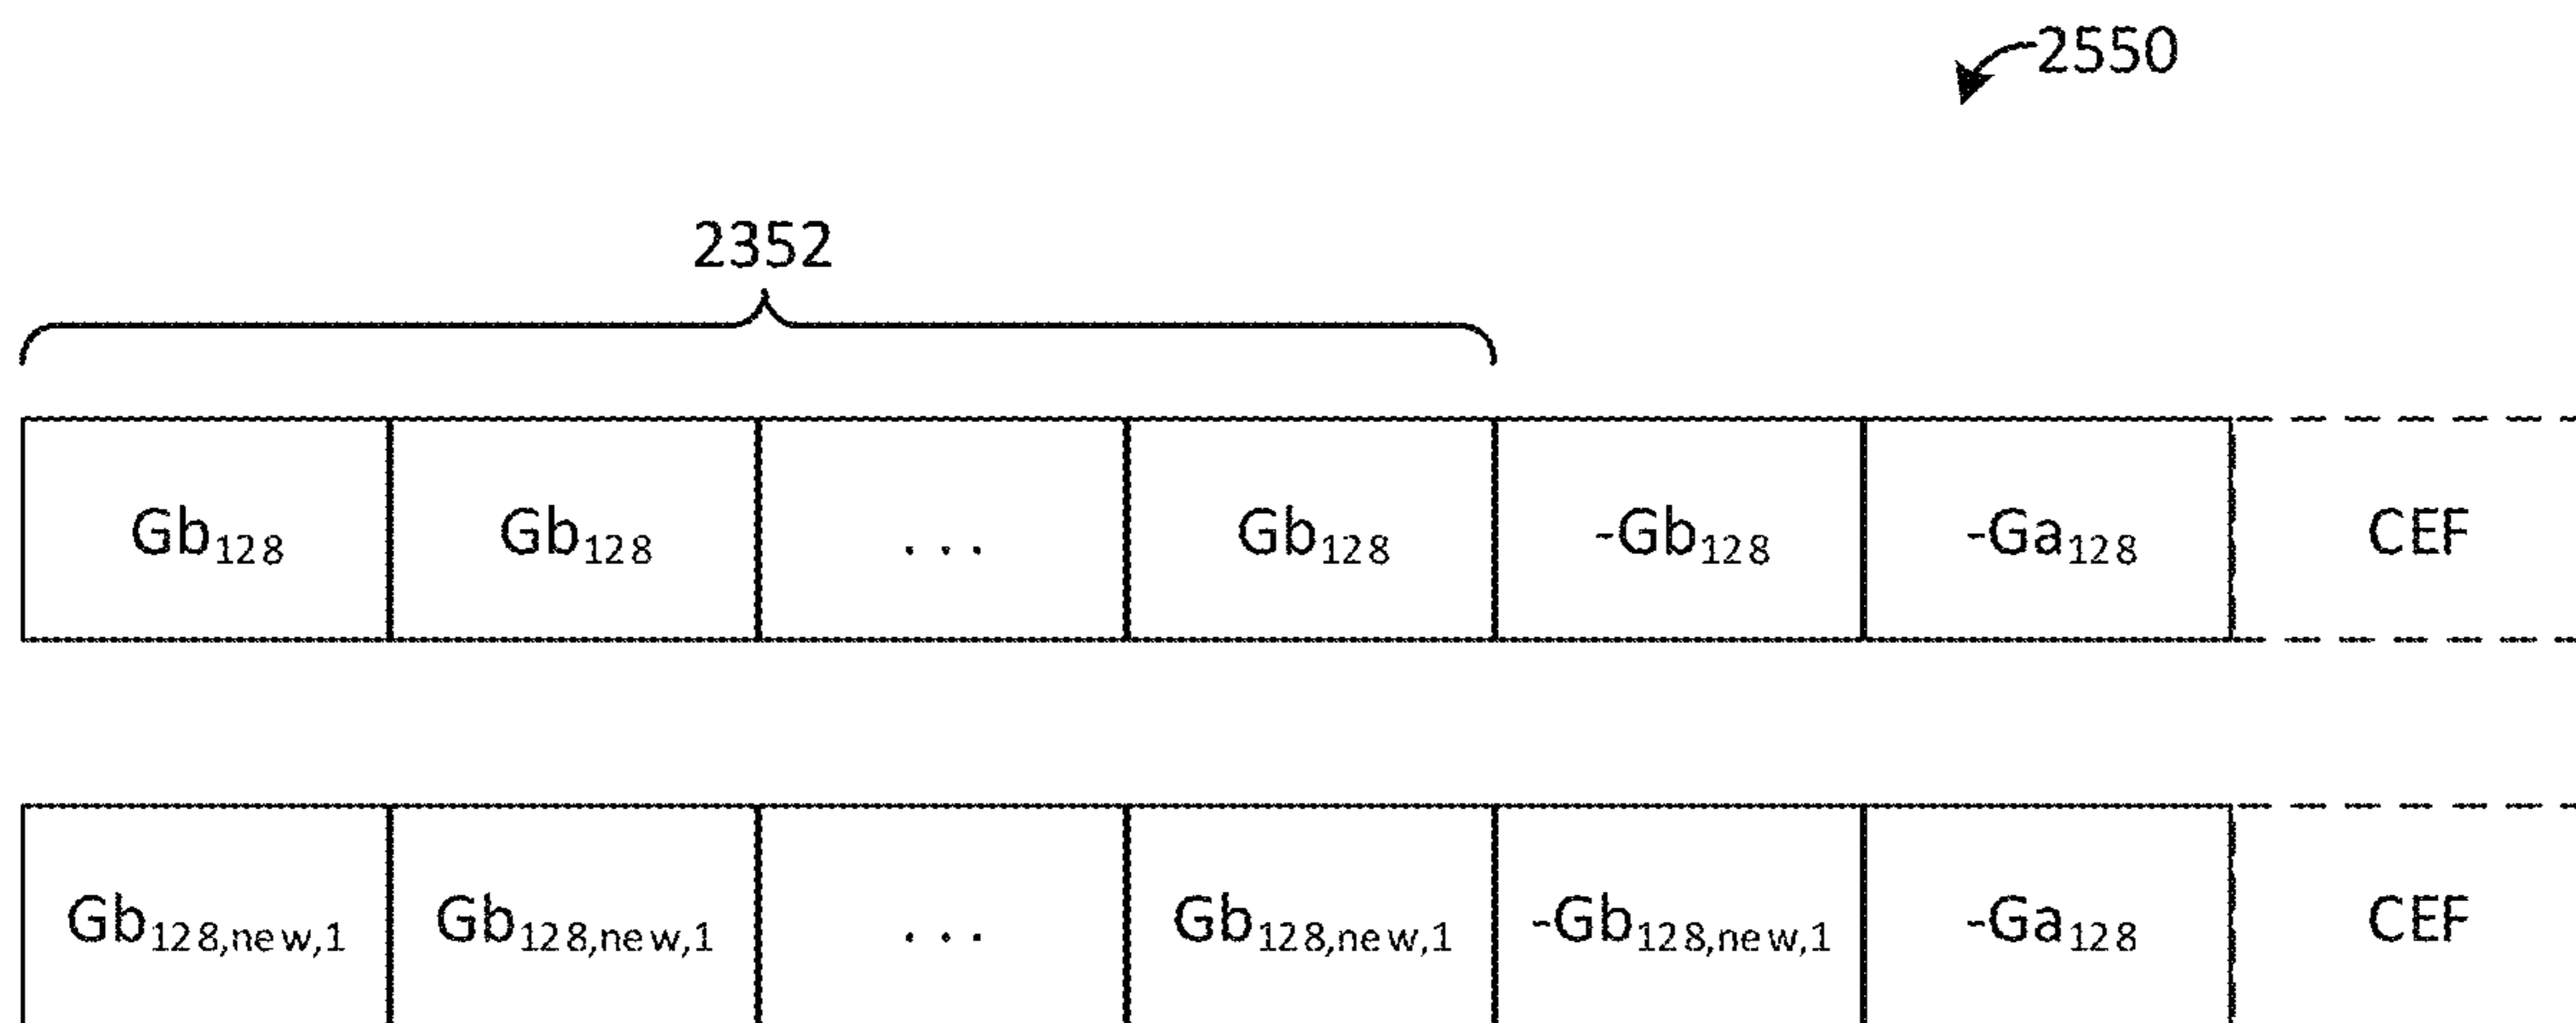 2550
2352
Gb₁₂₈ Gb₁₂₈ ... Gb₁₂₈ -Gb₁₂₈ -Ga₁₂₈ CEF
Gb₁₂₈,new,₁ Gb₁₂₈,new,₁ ... Gb₁₂₈,new,₁ -Gb₁₂₈,new,₁ -Ga₁₂₈ CEF